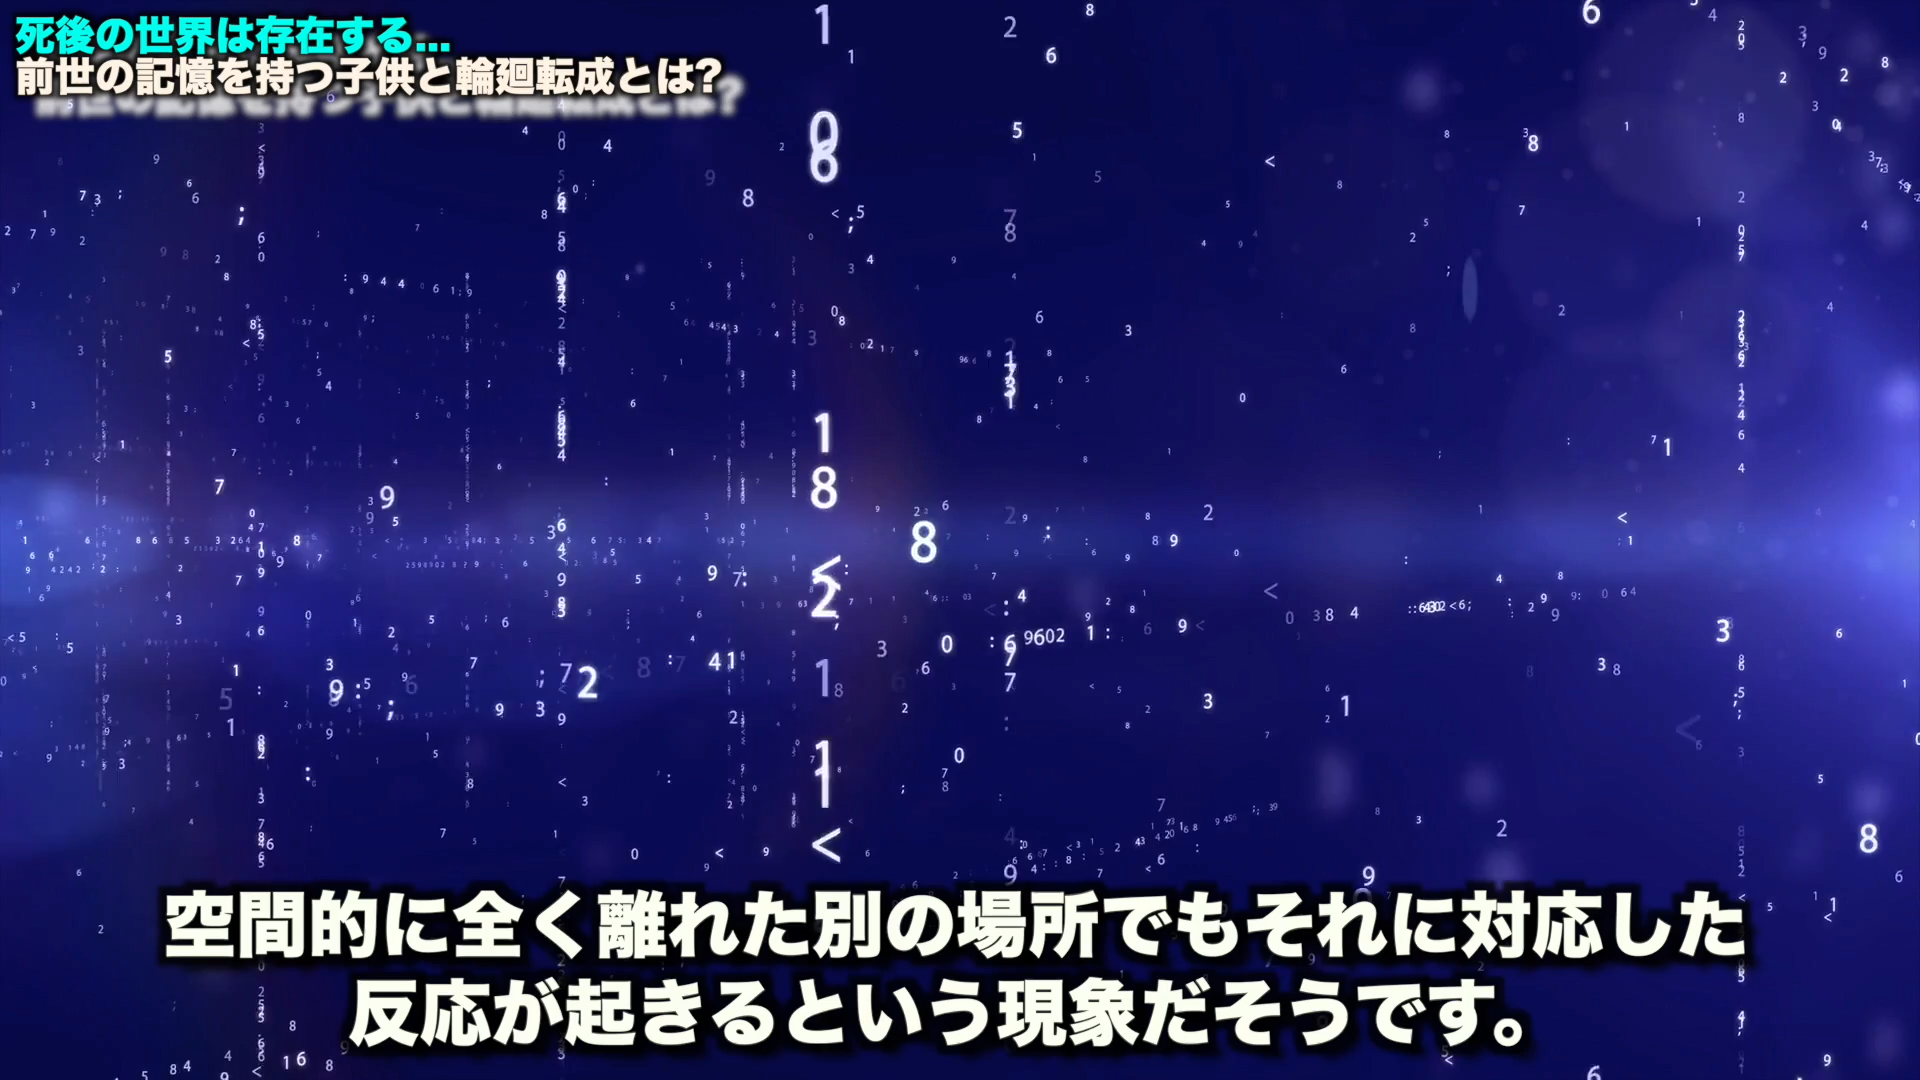 死後の世界は存在する...
前世の記憶を持つ子供と輪廻転成とは?
空間的に全く離れた別の場所でもそれに対応した
反応が起きるという現象だそうです。